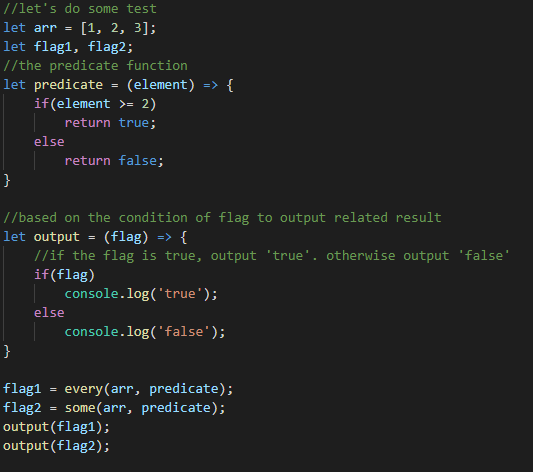 //let's do some test
let arr = [1, 2, 3];
let flag1, flag2;
//the predicate function
let predicate = (element) => {
    if(element >= 2)
        return true;
    else
        return false;
}

//based on the condition of flag to output related result
let output = (flag) => {
    //if the flag is true, output 'true'. otherwise output 'false'
    if(flag)
        console.log('true');
    else
        console.log('false');
}

flag1 = every(arr, predicate);
flag2 = some(arr, predicate);
output(flag1);
output(flag2);